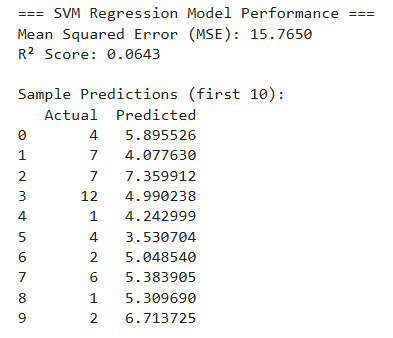 === SVM Regression Model Performance ===
Mean Squared Error (MSE): 15.7650
R² Score: 0.0643
Sample Predictions (first 10):
Actual Predicted
0 4 5.895526
1 7 4.077630
2 7 7.359912
3 12 4.990238
4 1 4.242999
5 4 3.530704
6 2 5.048540
7 6 5.383905
8 1 5.309690
9 2 6.713725